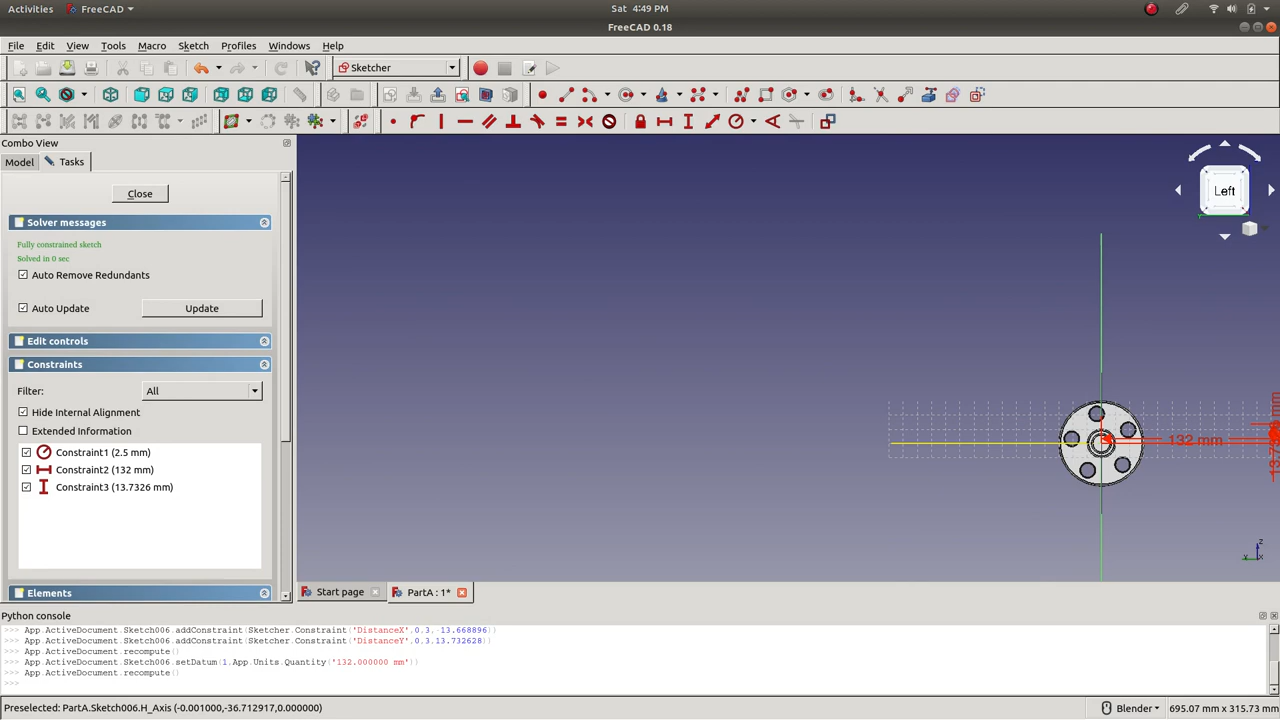 Activities FreeCAD Sat 4:49 PM
FreeCAD 0.18
File Edit View Tools Macro Sketch Profiles Windows Help
Sketcher
Combo View
Model Tasks
Close
Solver messages
Fully constrained sketch
Solved in 0 sec
Auto Remove Redundants
Auto Update Update
Edit controls
Constraints
Filter: All
Hide Internal Alignment
Extended Information
Constraint1 (2.5 mm)
Constraint2 (132 mm)
Constraint3 (13.7326 mm)
Elements
Left
132 mm
Start page PartA : 1*
Python console
>>> App.ActiveDocument.Sketch006.addConstraint(Sketcher.Constraint('DistanceX',0,3,-13.668896))
>>> App.ActiveDocument.Sketch006.addConstraint(Sketcher.Constraint('DistanceY',0,3,13.732628))
>>> App.ActiveDocument.recompute()
>>> App.ActiveDocument.Sketch006.setDatum(1,App.Units.Quantity('132.000000 mm'))
>>> App.ActiveDocument.recompute()
>>>
Preselected: PartA.Sketch006.H_Axis (-0.001000,-36.712917,0.000000) Blender 695.07 mm x 315.73 mm